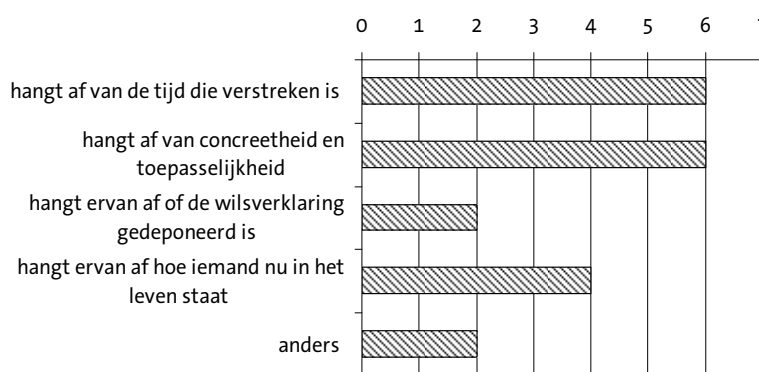 0 1 2 3 4 5 6
hangt af van de tijd die verstreken is
hangt af van concreetheid en
toepasselijkheid
hangt ervan af of de wilsverklaring
gedeponeerd is
hangt ervan af hoe iemand nu in het
leven staat
anders